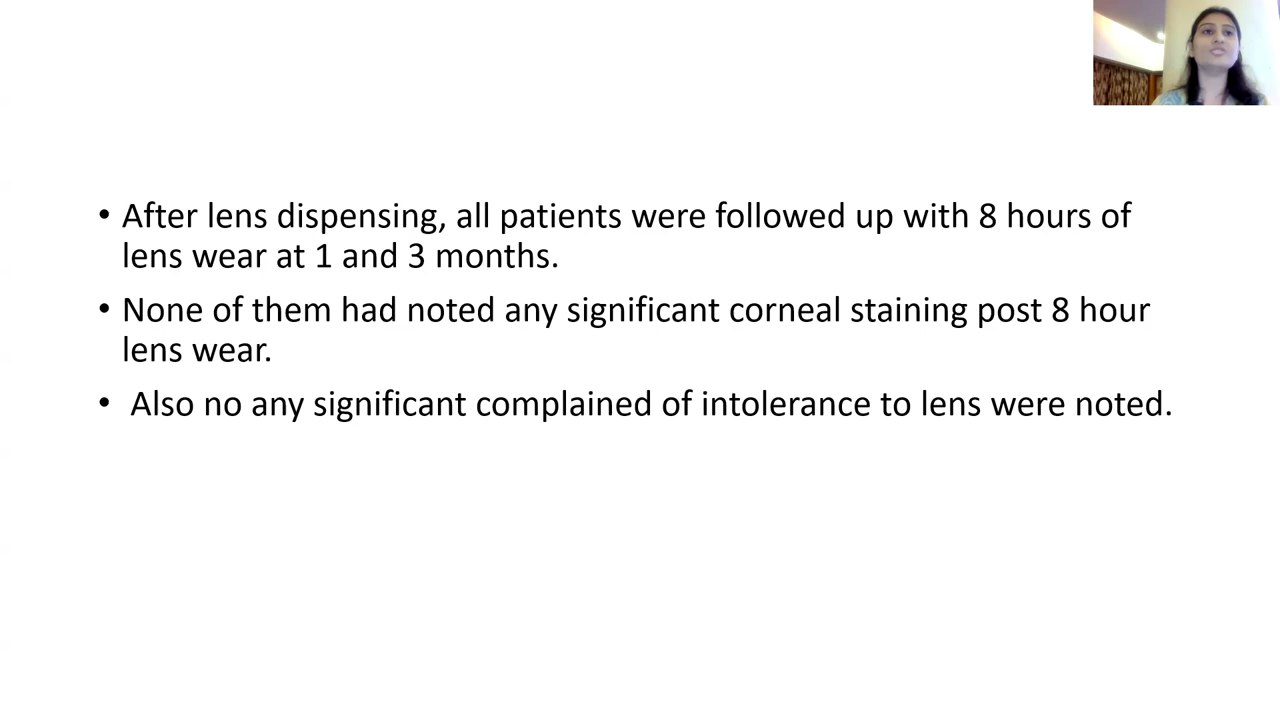 • After lens dispensing, all patients were followed up with 8 hours of
lens wear at 1 and 3 months.
• None of them had noted any significant corneal staining post 8 hour
lens wear.
• Also no any significant complained of intolerance to lens were noted.